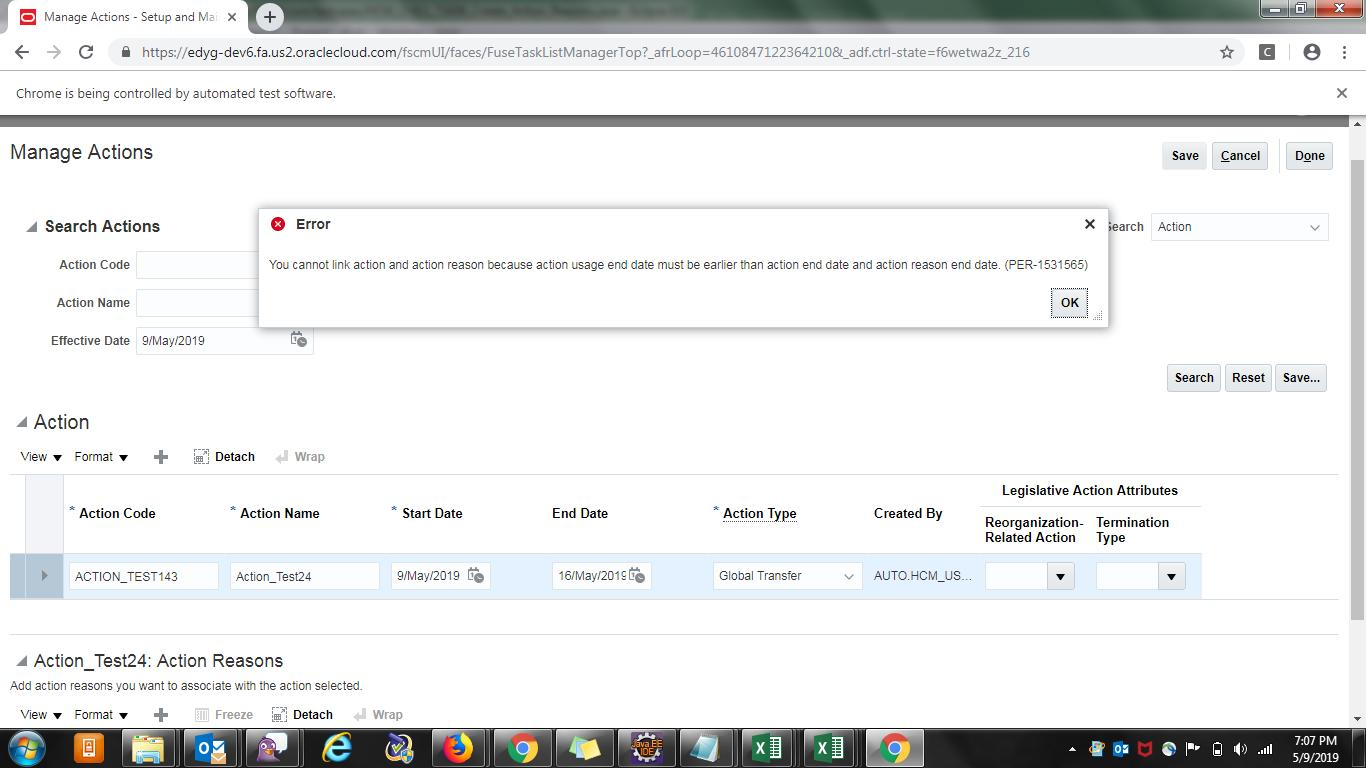 Manage Actions - Setup and Mai
https://edyg-dev6.fa.us2.oraclecloud.com/fscmUI/faces/FuseTaskListManagerTop?_afrLoop=4610847122364210&_adf.ctrl-state=f6wetwa2z_216
C
Chrome is being controlled by automated test software.
Manage Actions
Save
Cancel
Done
Search Actions
Search
Action
Error
You cannot link action and action reason because action usage end date must be earlier than action end date and action reason end date. (PER-1531565)
OK
Action Code
Action Name
Effective Date
9/May/2019
Search
Reset
Save...
Action
View
Format
Detach
Wrap
Legislative Action Attributes
* Action Code
* Action Name
* Start Date
End Date
* Action Type
Created By
Reorganization-
Related Action
Termination
Type
ACTION_TEST143
Action_Test24
9/May/2019
16/May/2019
Global Transfer
AUTO.HCM_US...
Action_Test24: Action Reasons
Add action reasons you want to associate with the action selected.
View
Format
Freeze
Detach
Wrap
Java EE
IDE
7:07 PM
5/9/2019